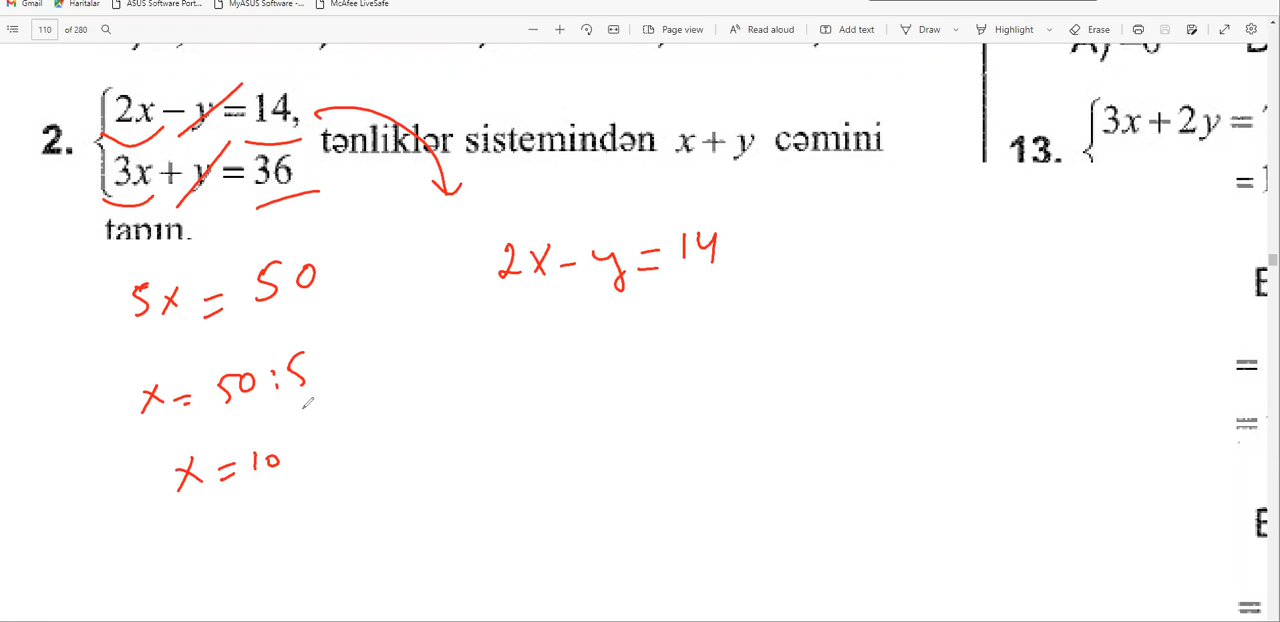 Gmail Haritalar ASUS Software Port... MyASUS Software -... McAfee LiveSafe
110 of 280 Page view Read aloud Add text Draw Highlight Erase
2. {2x − y = 14,
3x + y = 36
tənliklər sistemindən x + y cəmini
tapın.
5x = 50
x = 50 : 5
x = 10
2x − y = 14
13. {3x + 2y =
=
E
=
=
E
=